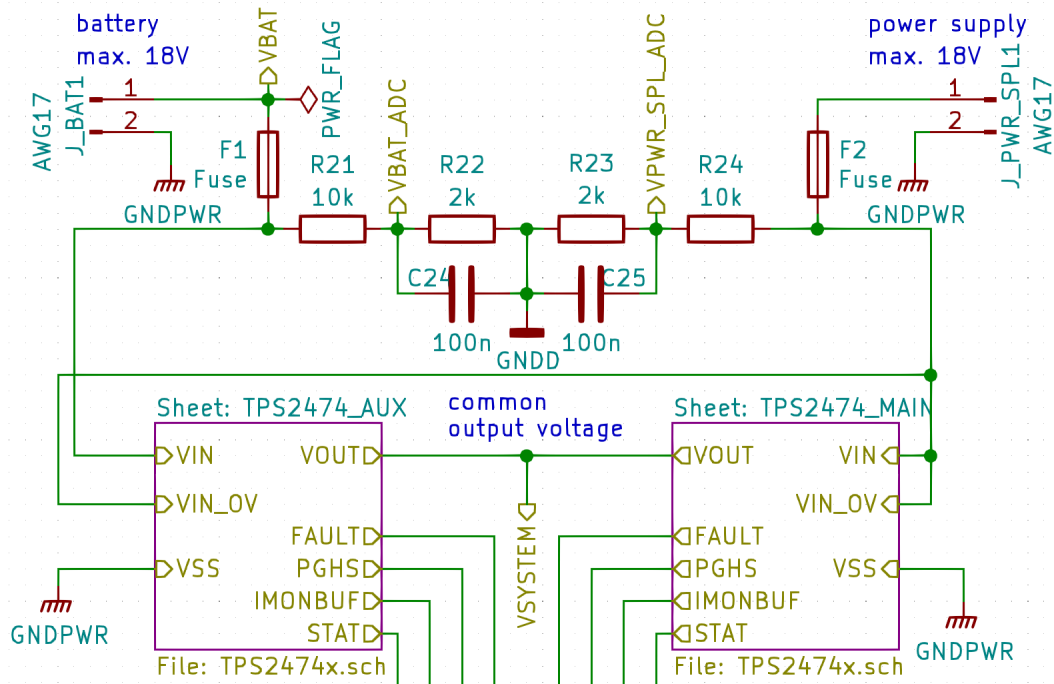 battery
max. 18V
AWG17
J_BAT1
1
2
GNDPWR
VBAT
PWR_FLAG
F1
Fuse
R21
10k
VBAT_ADC
R22
2k
R23
2k
VPWR_SPL_ADC
R24
10k
power supply
max. 18V
1
2
J_PWR_SPL1
AWG17
F2
Fuse
GNDPWR
C24
100n
C25
100n
GNDD
Sheet: TPS2474_AUX
VIN
VOUT
VIN_OV
FAULT
VSS
PGHS
IMONBUF
STAT
File: TPS2474x.sch
GNDPWR
common
output voltage
VSYSTEM
Sheet: TPS2474_MAIN
VOUT
VIN
VIN_OV
FAULT
PGHS
VSS
IMONBUF
STAT
File: TPS2474x.sch
GNDPWR